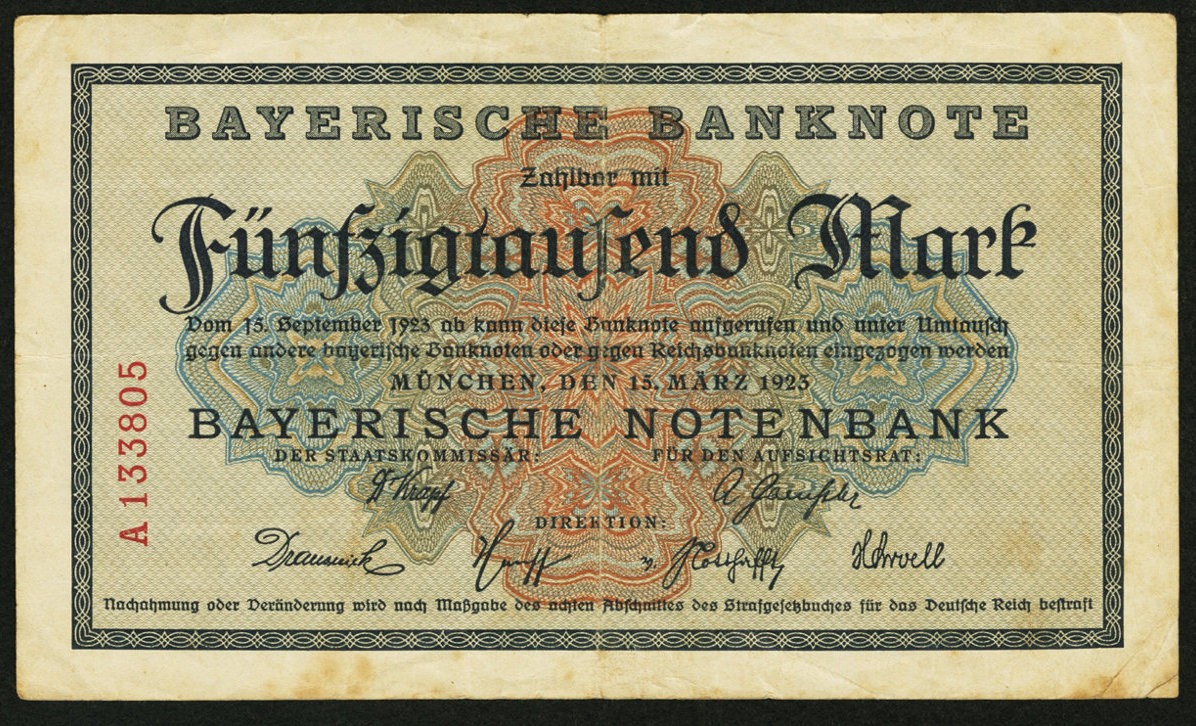 BAYERISCHE BANKNOTE
Zahlbar mit
Fünfzigtausend Mark
Vom 15. September 1923 ab kann diese Banknote aufgerufen und unter Umtausch
gegen andere bayerische Banknoten oder gegen Reichsbanknoten eingezogen werden
MÜNCHEN, DEN 15. MÄRZ 1923
BAYERISCHE NOTENBANK
DER STAATSKOMMISSÄR: FÜR DEN AUFSICHTSRAT:
Krapf
DIREKTION:
Nachahmung oder Veränderung wird nach Maßgabe des achten Abschnittes des Strafgesetzbuches für das Deutsche Reich bestraft
A133805